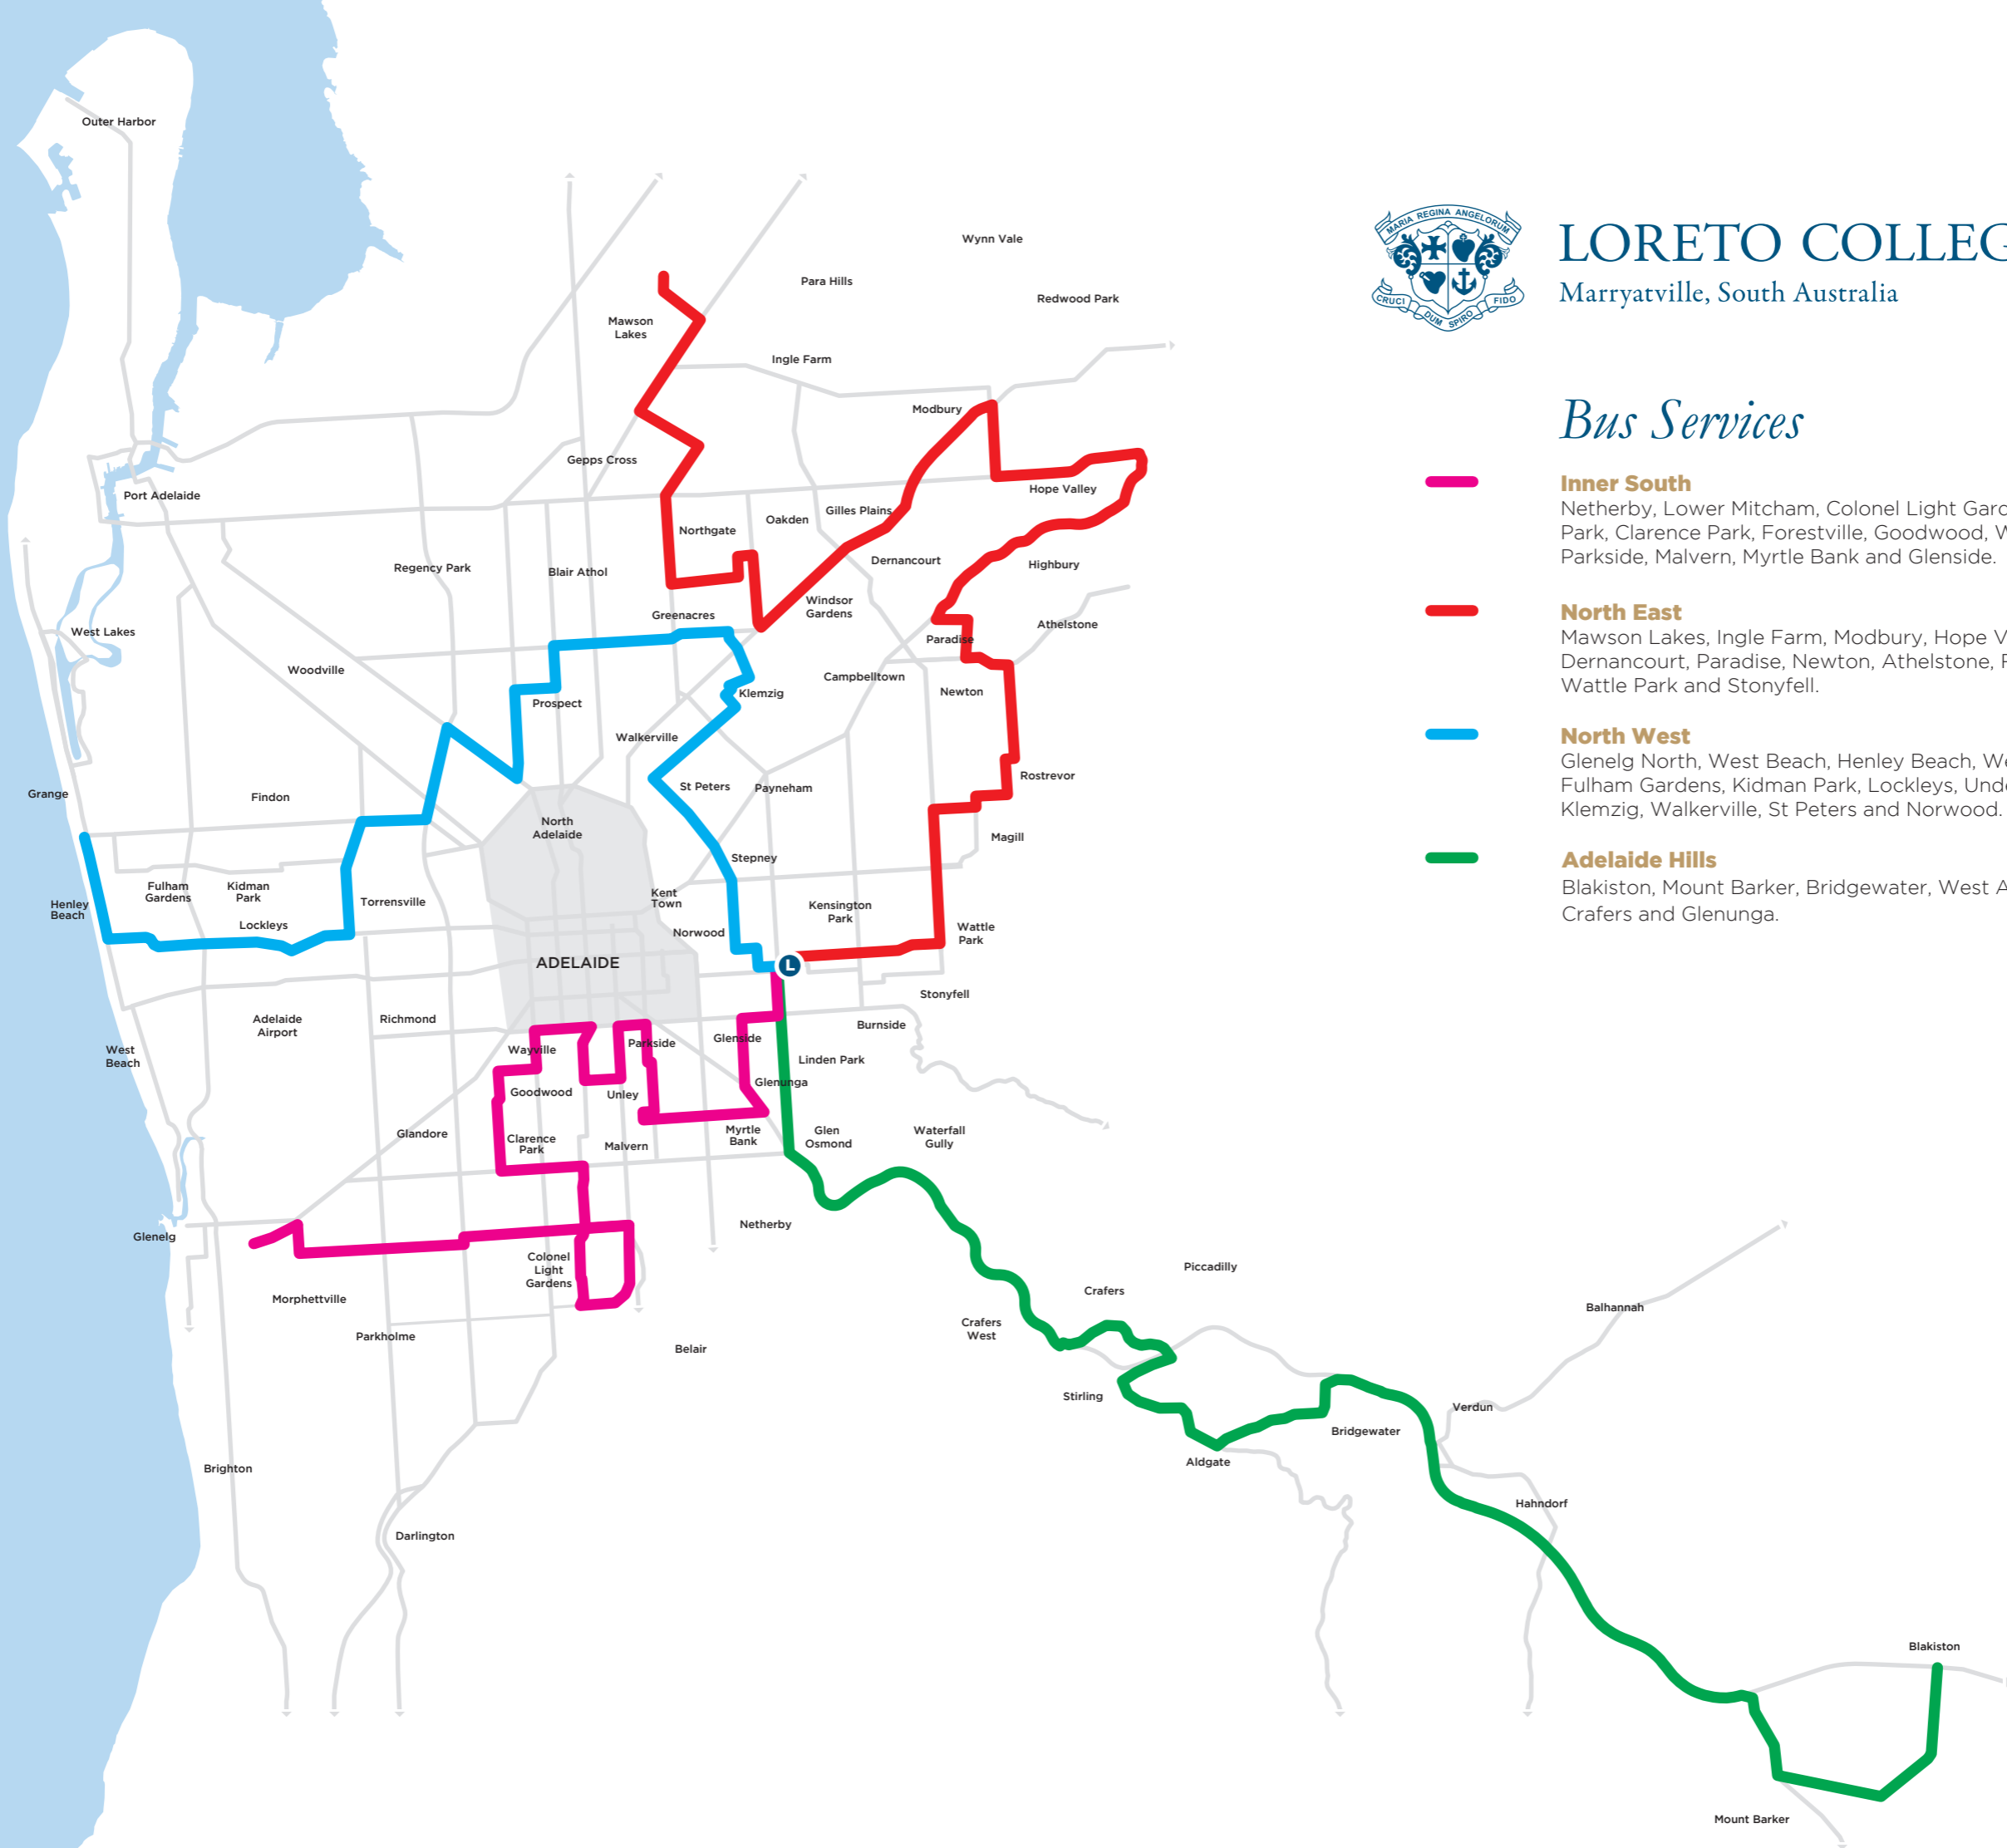 Outer Harbor
Wynn Vale
Para Hills
Redwood Park
Mawson
Lakes
Ingle Farm
Modbury
Gepps Cross
Hope Valley
Port Adelaide
Gilles Plains
Oakden
Northgate
Dernancourt
Highbury
Regency Park
Blair Athol
Windsor
Gardens
Greenacres
Athelstone
West Lakes
Paradise
Woodville
Campbelltown
Newton
Klemzig
Prospect
Walkerville
Rostrevor
St Peters
Payneham
Grange
Findon
North
Adelaide
Magill
Stepney
Fulham
Gardens
Kidman
Park
Torrensville
Kent
Town
Henley
Beach
Kensington
Park
Lockleys
Norwood
Wattle
Park
ADELAIDE
L
Stonyfell
Adelaide
Airport
Richmond
Burnside
West
Beach
Wayville
Parkside
Glenside
Linden Park
Glenunga
Goodwood
Unley
Glandore
Clarence
Park
Malvern
Myrtle
Bank
Glen
Osmond
Waterfall
Gully
Glenelg
Netherby
Colonel
Light
Gardens
Piccadilly
Morphettville
Crafers
Balhannah
Crafers
West
Parkholme
Belair
Stirling
Verdun
Bridgewater
Aldgate
Brighton
Hahndorf
Darlington
Blakiston
Mount Barker
MARIA REGINA ANGELORUM
CRUCI
DUM SPIRO
FIDO
LORETO COLLEG
Marryatville, South Australia
Bus Services
Inner South
Netherby, Lower Mitcham, Colonel Light Gard
Park, Clarence Park, Forestville, Goodwood, W
Parkside, Malvern, Myrtle Bank and Glenside.
North East
Mawson Lakes, Ingle Farm, Modbury, Hope V
Dernancourt, Paradise, Newton, Athelstone,
Wattle Park and Stonyfell.
North West
Glenelg North, West Beach, Henley Beach, We
Fulham Gardens, Kidman Park, Lockleys, Unde
Klemzig, Walkerville, St Peters and Norwood.
Adelaide Hills
Blakiston, Mount Barker, Bridgewater, West A
Crafers and Glenunga.